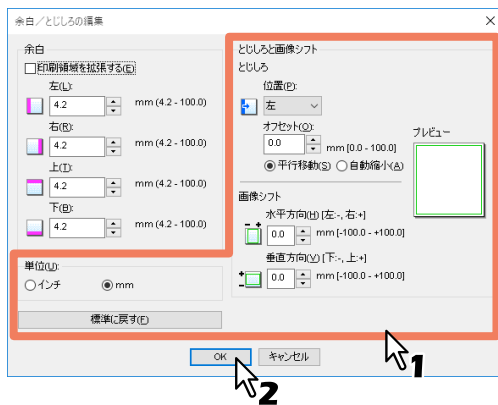 余白／とじしろの編集
余白
印刷領域を拡張する(E)
左(L):
4.2 mm (4.2 - 100.0)
右(R):
4.2 mm (4.2 - 100.0)
上(T):
4.2 mm (4.2 - 100.0)
下(B):
4.2 mm (4.2 - 100.0)
単位(U):
インチ mm
標準に戻す(F)
とじしろと画像シフト
とじしろ
位置(P):
左
オフセット(O):
0.0 mm [0.0 - 100.0]
平行移動(S) 自動縮小(A)
プレビュー
画像シフト
水平方向(H) [左:-, 右:+]
0.0 mm [-100.0 - +100.0]
垂直方向(V) [下:-, 上:+]
0.0 mm [-100.0 - +100.0]
1
OK キャンセル
2